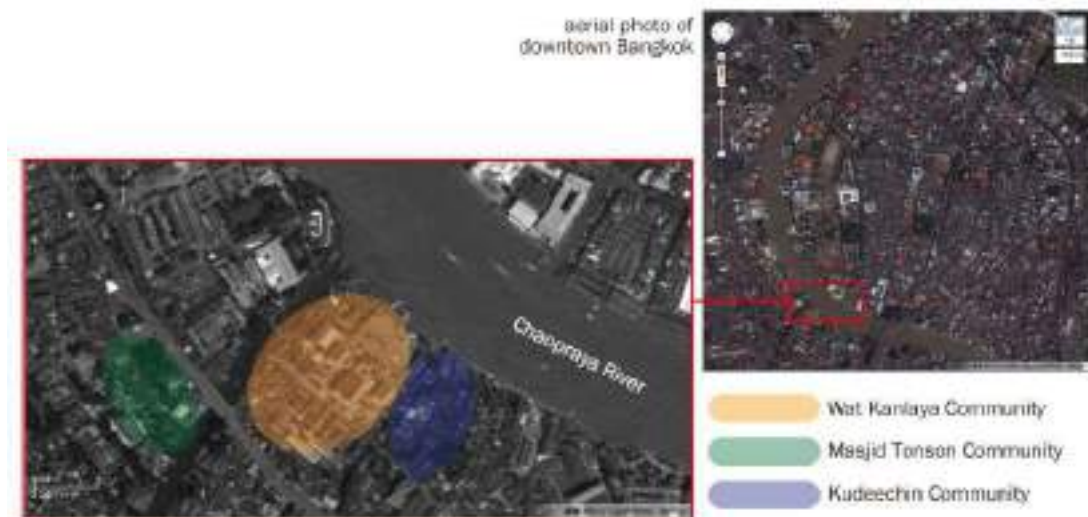 aerial photo of
downtown Bangkok
Chaopraya River
Wat Kanlaya Community
Masjid Tonson Community
Kudeechin Community